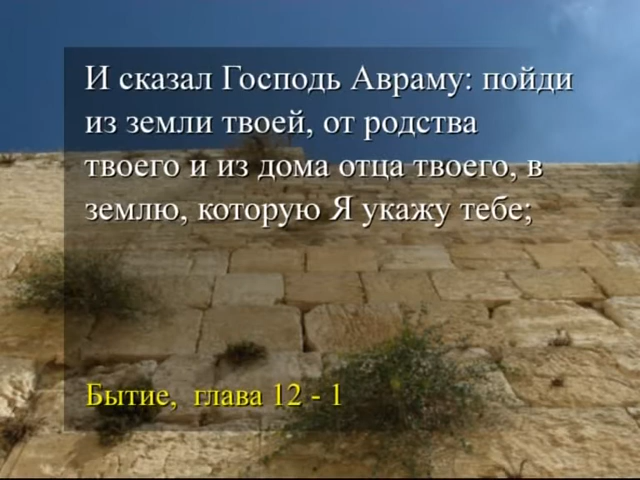 И сказал Господь Авраму: пойди
из земли твоей, от родства
твоего и из дома отца твоего, в
землю, которую Я укажу тебе;
Бытие,  глава 12 - 1